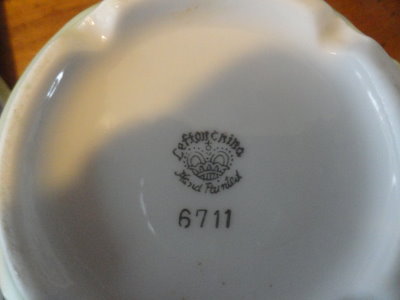 Lefton China
Hand Painted
6711